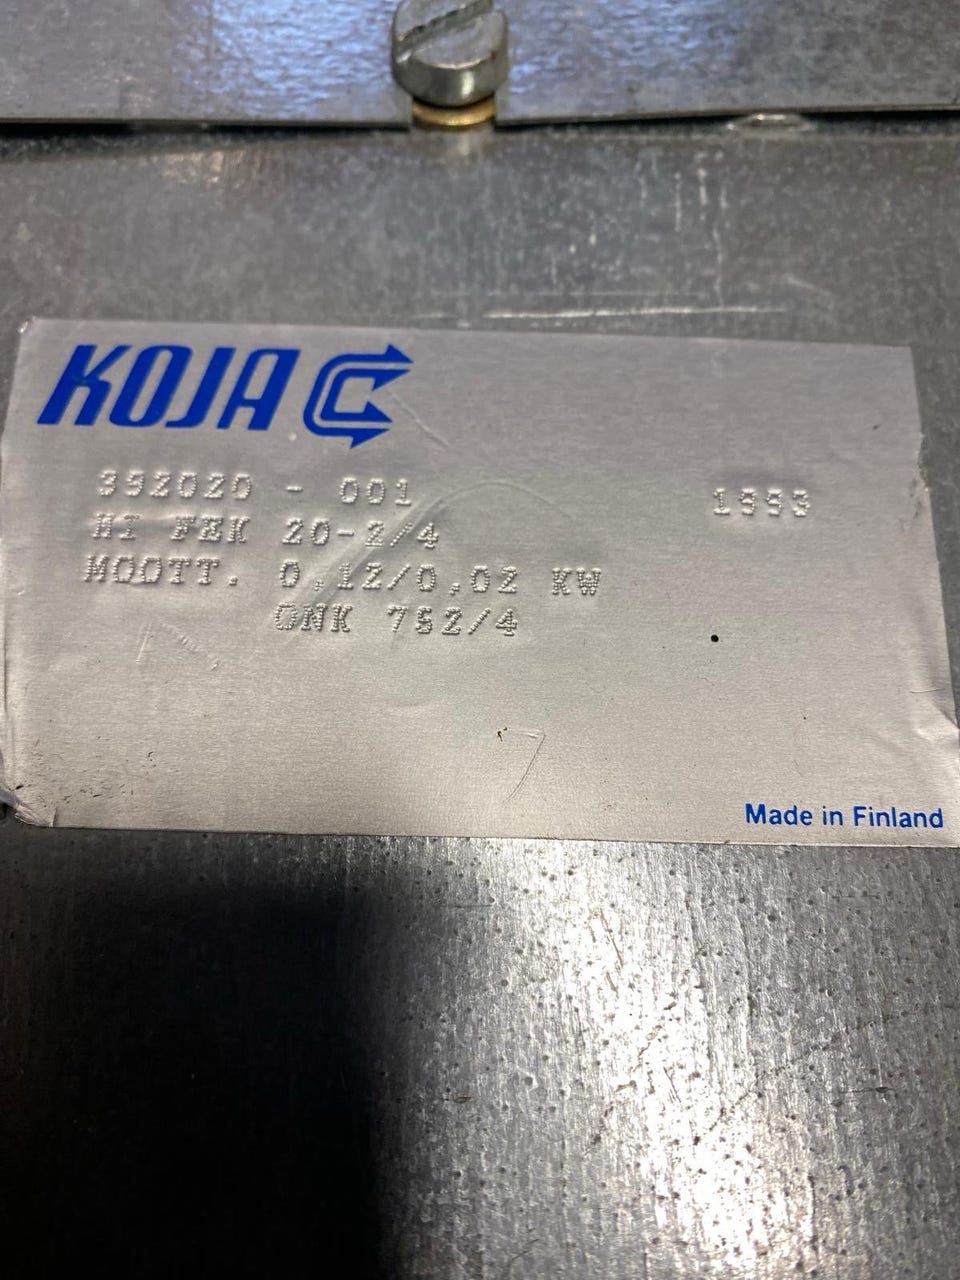 KOJA
392020 - 001 1993
HI FEK 20-2/4
MOOTT. 0,12/0,02 KW
ONK 752/4
Made in Finland